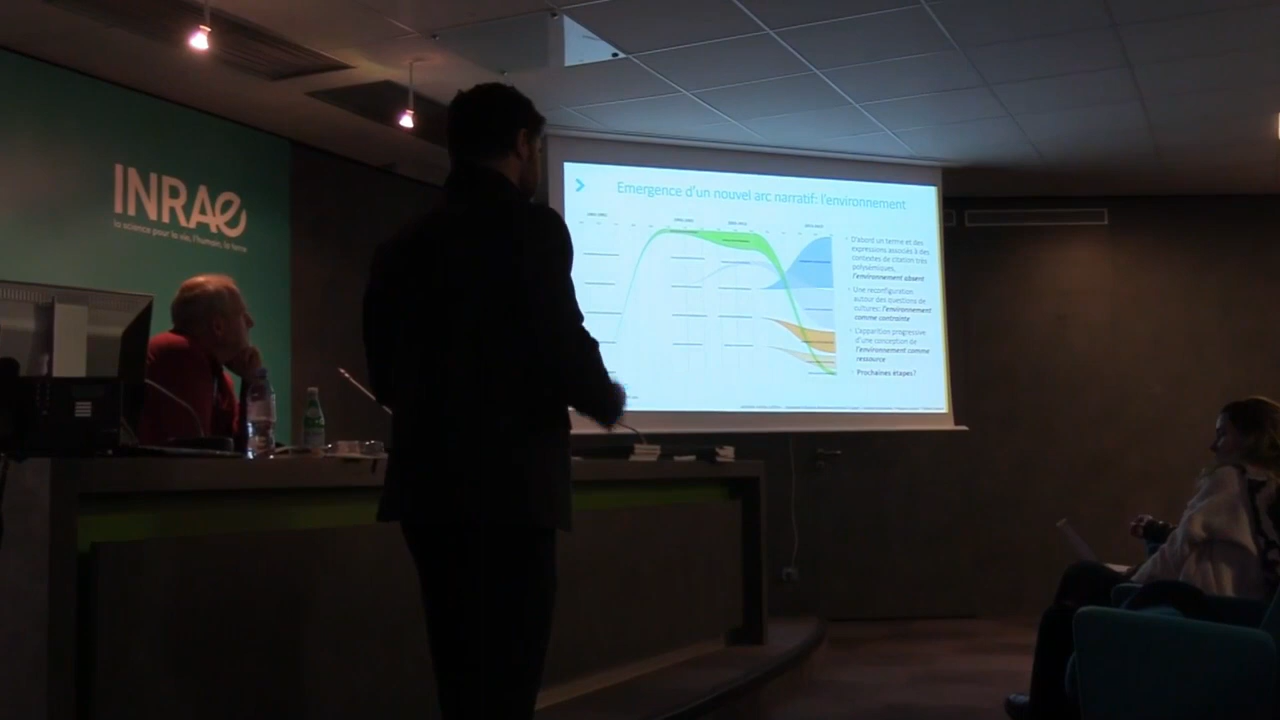 INRAE
la science pour la vie, l'humain, la terre
Emergence d'un nouvel arc narratif: l'environnement
D'abord un terme et des
expressions associés à des
contextes de citation très
polysémiques,
l'environnement absent
Une reconfiguration
autour des questions de
cultures: l'environnement
comme contrainte
L'apparition progressive
d'une conception de
l'environnement comme
ressource
Prochaines étapes?